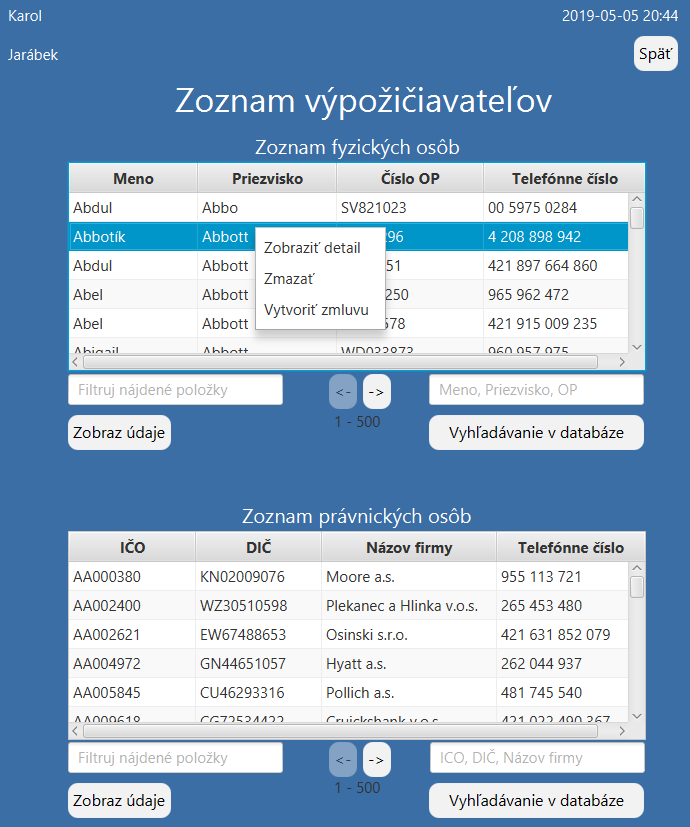 Karol 2019-05-05 20:44
Jarábek Späť
Zoznam výpožičiavateľov
Zoznam fyzických osôb
Meno Priezvisko Číslo OP Telefónne číslo
Abdul Abbo SV821023 00 5975 0284
Abbotík Abbott 296 4 208 898 942
Zobraziť detail
Abdul Abbott 51 421 897 664 860
Zmazať
Abel Abbott 250 965 962 472
Vytvoriť zmluvu
Abel Abbott 578 421 915 009 235
Abigail Abbott WD033873 960 957 975
Filtruj nájdené položky <- -> Meno, Priezvisko, OP
1 - 500
Zobraz údaje Vyhľadávanie v databáze
Zoznam právnických osôb
IČO DIČ Názov firmy Telefónne číslo
AA000380 KN02009076 Moore a.s. 955 113 721
AA002400 WZ30510598 Plekanec a Hlinka v.o.s. 265 453 480
AA002621 EW67488653 Osinski s.r.o. 421 631 852 079
AA004972 GN44651057 Hyatt a.s. 262 044 937
AA005845 CU46293316 Pollich a.s. 481 745 540
AA009618 CG72534422 Cruickshank v.o.s. 421 022 490 367
Filtruj nájdené položky <- -> ICO, DIČ, Názov firmy
1 - 500
Zobraz údaje Vyhľadávanie v databáze